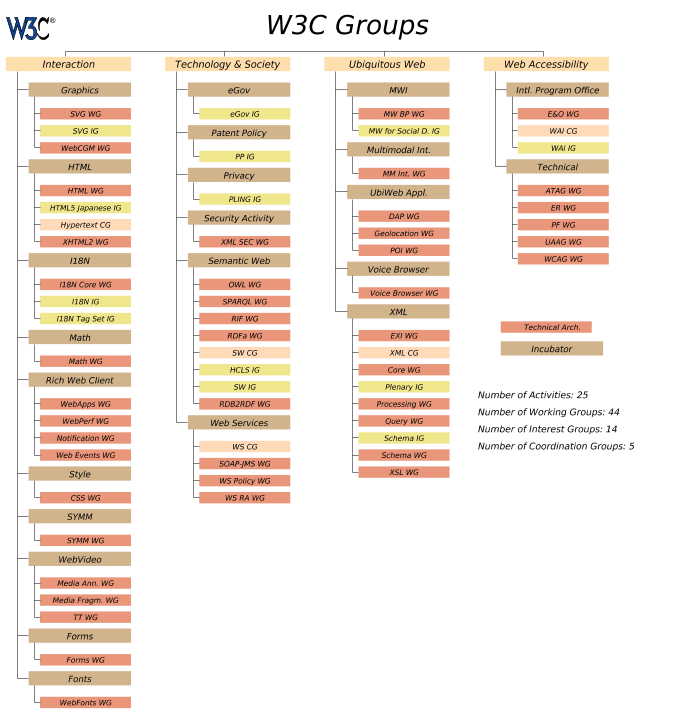 W3C®
W3C Groups
Interaction
Graphics
SVG WG
SVG IG
WebCGM WG
HTML
HTML WG
HTML5 Japanese IG
Hypertext CG
XHTML2 WG
I18N
I18N Core WG
I18N IG
I18N Tag Set IG
Math
Math WG
Rich Web Client
WebApps WG
WebPerf WG
Notification WG
Web Events WG
Style
CSS WG
SYMM
SYMM WG
WebVideo
Media Ann. WG
Media Fragm. WG
TT WG
Forms
Forms WG
Fonts
WebFonts WG
Technology & Society
eGov
eGov IG
Patent Policy
PP IG
Privacy
PLING IG
Security Activity
XML SEC WG
Semantic Web
OWL WG
SPARQL WG
RIF WG
RDFa WG
SW CG
HCLS IG
SW IG
RDB2RDF WG
Web Services
WS CG
SOAP-JMS WG
WS Policy WG
WS RA WG
Ubiquitous Web
MWI
MW BP WG
MW for Social D. IG
Multimodal Int.
MM Int. WG
UbiWeb Appl.
DAP WG
Geolocation WG
POI WG
Voice Browser
Voice Browser WG
XML
EXI WG
XML CG
Core WG
Plenary IG
Processing WG
Query WG
Schema IG
Schema WG
XSL WG
Web Accessibility
Intl. Program Office
E&O WG
WAI CG
WAI IG
Technical
ATAG WG
ER WG
PF WG
UAAG WG
WCAG WG
Technical Arch.
Incubator
Number of Activities: 25
Number of Working Groups: 44
Number of Interest Groups: 14
Number of Coordination Groups: 5